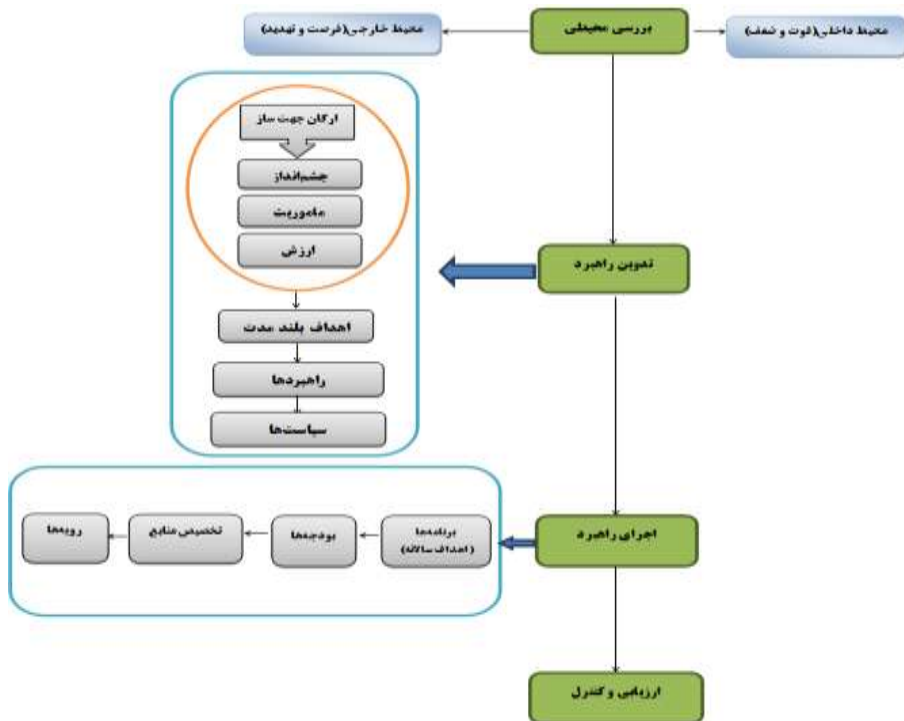 بررسی محیطی
محیط داخلی(قوت و ضعف)
محیط خارجی(فرصت و تهدید)
ارکان جهت ساز
چشم‌انداز
ماموریت
ارزش
تدوین راهبرد
اهداف بلند مدت
راهبردها
سیاست‌ها
اجرای راهبرد
برنامه‌ها
(اهداف سالانه)
بودجه‌ها
تخصیص منابع
رویه‌ها
ارزیابی و کنترل